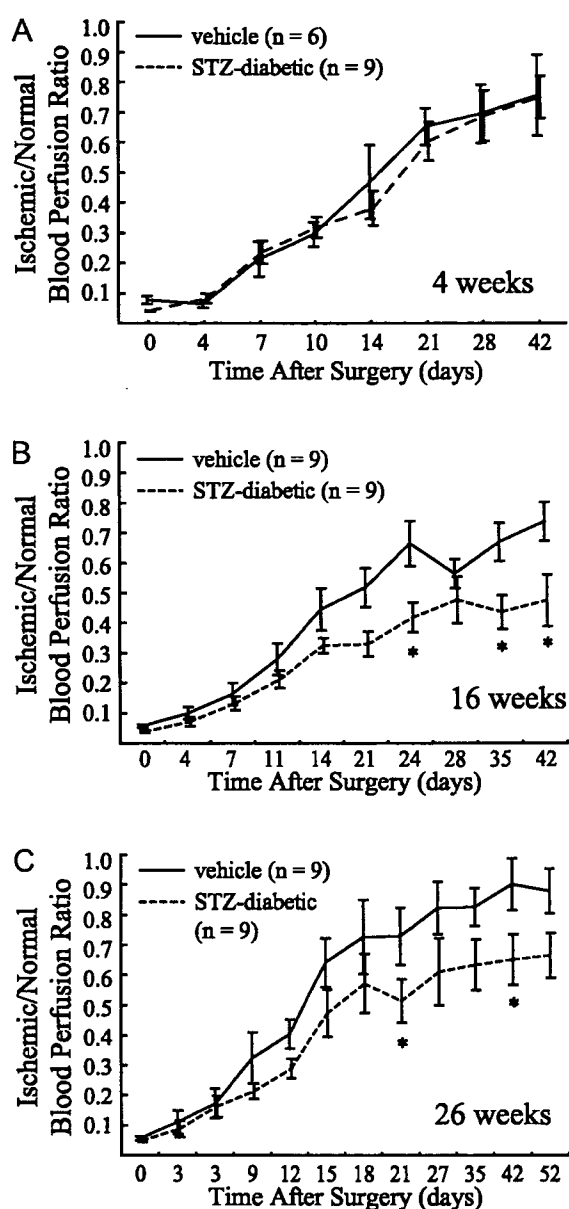 A
vehicle (n = 6)
STZ-diabetic (n = 9)
Ischemic/Normal
Blood Perfusion Ratio
1.0
0.9
0.8
0.7
0.6
0.5
0.4
0.3
0.2
0.1
4 weeks
0 4 7 10 14 21 28 42
Time After Surgery (days)
B
vehicle (n = 9)
STZ-diabetic (n = 9)
Ischemic/Normal
Blood Perfusion Ratio
1.0
0.9
0.8
0.7
0.6
0.5
0.4
0.3
0.2
0.1
* * *
16 weeks
0 4 7 11 14 21 24 28 35 42
Time After Surgery (days)
C
vehicle (n = 9)
STZ-diabetic
(n = 9)
Ischemic/Normal
Blood Perfusion Ratio
1.0
0.9
0.8
0.7
0.6
0.5
0.4
0.3
0.2
0.1
* *
26 weeks
0 3 3 9 12 15 18 21 27 35 42 52
Time After Surgery (days)